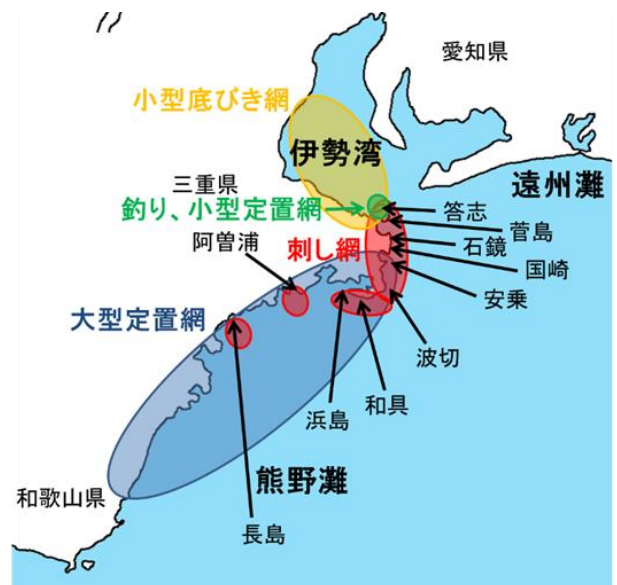 愛知県
小型底びき網
伊勢湾
三重県
遠州灘
釣り、小型定置網
答志
菅島
阿曽浦
刺し網
石鏡
国崎
安乗
大型定置網
波切
和具
浜島
熊野灘
和歌山県
長島